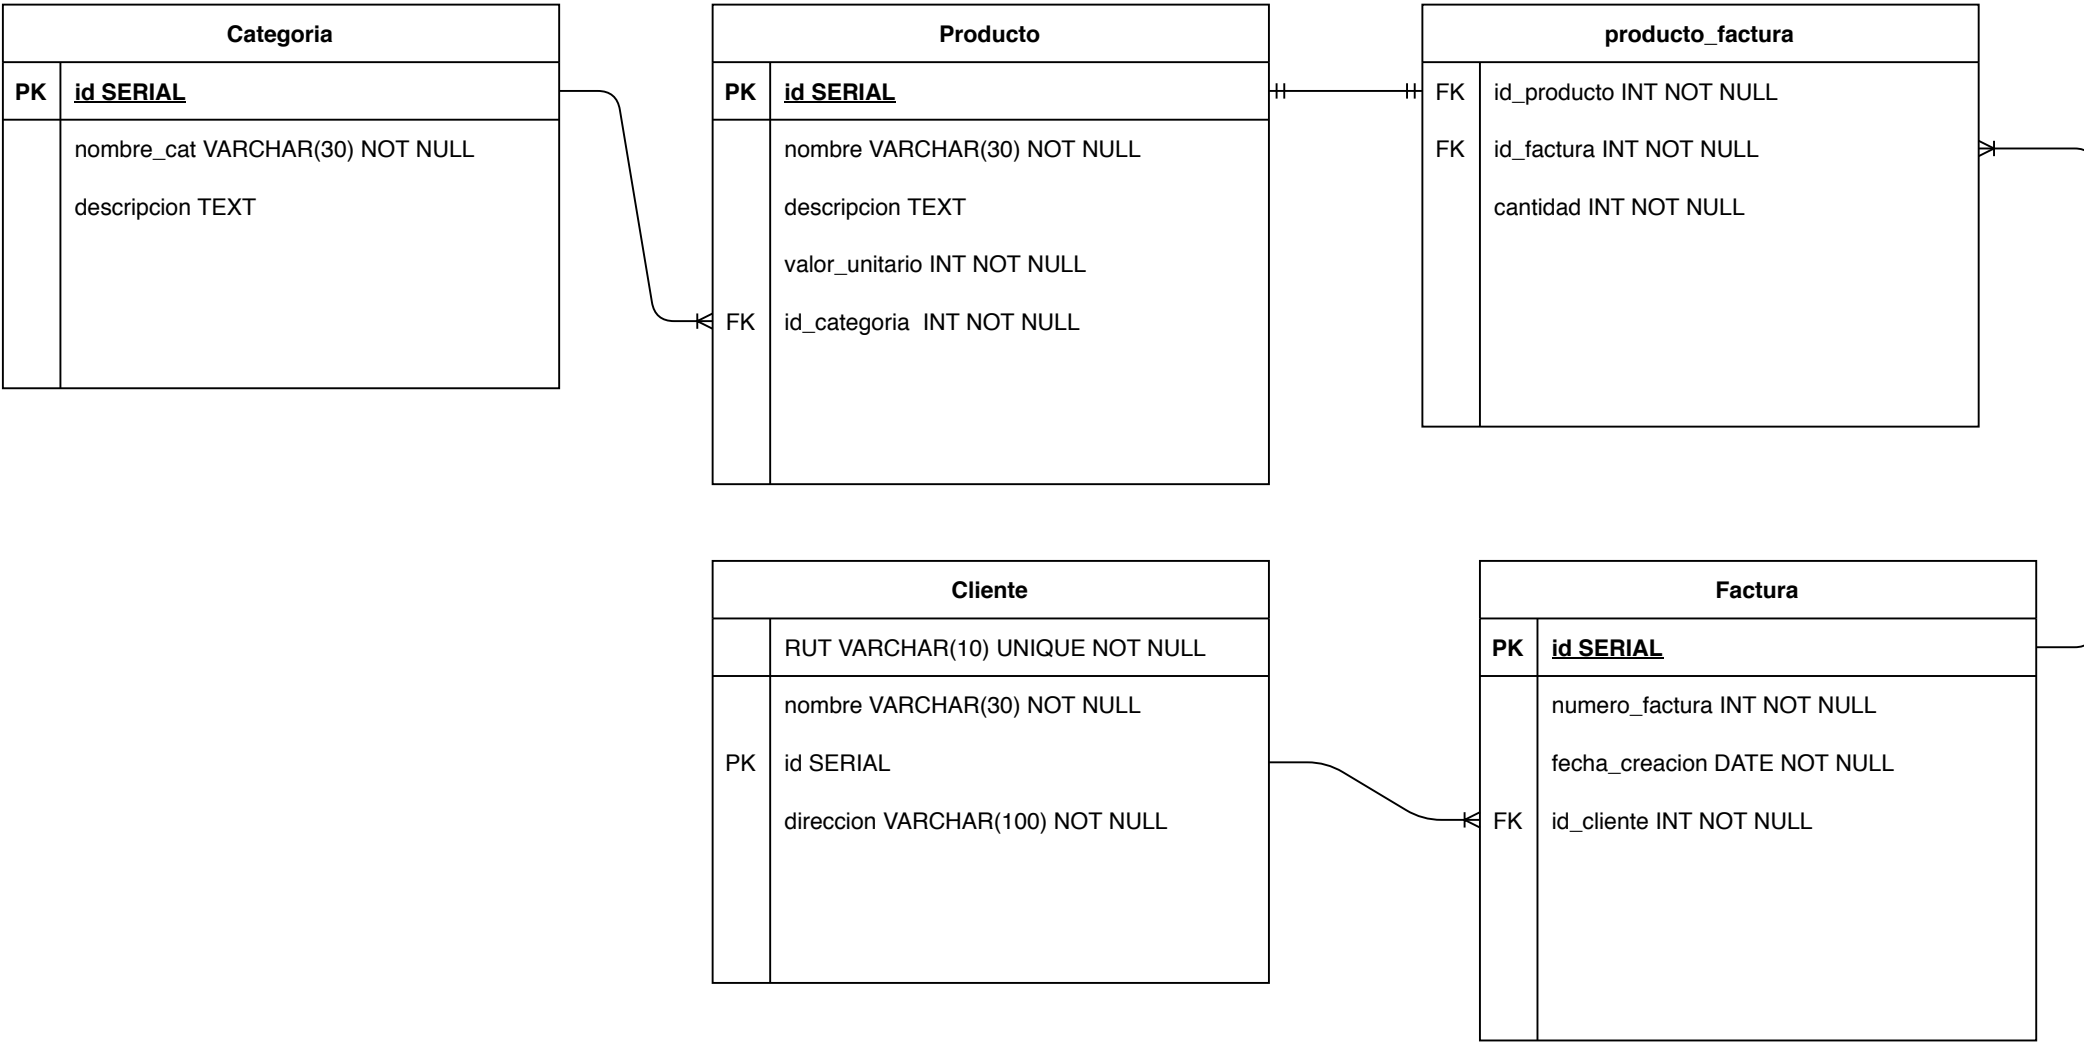 Categoria
PK id SERIAL
nombre_cat VARCHAR(30) NOT NULL
descripcion TEXT
Producto
PK id SERIAL
nombre VARCHAR(30) NOT NULL
descripcion TEXT
valor_unitario INT NOT NULL
FK id_categoria  INT NOT NULL
producto_factura
FK id_producto INT NOT NULL
FK id_factura INT NOT NULL
cantidad INT NOT NULL
Cliente
RUT VARCHAR(10) UNIQUE NOT NULL
nombre VARCHAR(30) NOT NULL
PK id SERIAL
direccion VARCHAR(100) NOT NULL
Factura
PK id SERIAL
numero_factura INT NOT NULL
fecha_creacion DATE NOT NULL
FK id_cliente INT NOT NULL